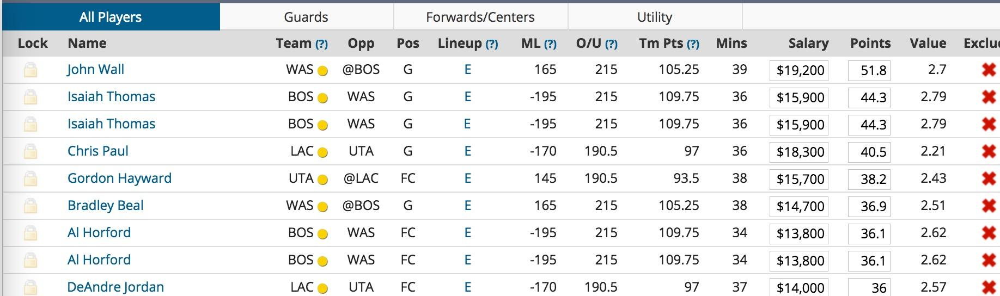 All Players Guards Forwards/Centers Utility
Lock Name Team (?) Opp Pos Lineup (?) ML (?) O/U (?) Tm Pts (?) Mins Salary Points Value Exclu
John Wall WAS @BOS G E 165 215 105.25 39 $19,200 51.8 2.7
Isaiah Thomas BOS WAS G E -195 215 109.75 36 $15,900 44.3 2.79
Isaiah Thomas BOS WAS G E -195 215 109.75 36 $15,900 44.3 2.79
Chris Paul LAC UTA G E -170 190.5 97 36 $18,300 40.5 2.21
Gordon Hayward UTA @LAC FC E 145 190.5 93.5 38 $15,700 38.2 2.43
Bradley Beal WAS @BOS G E 165 215 105.25 38 $14,700 36.9 2.51
Al Horford BOS WAS FC E -195 215 109.75 34 $13,800 36.1 2.62
Al Horford BOS WAS FC E -195 215 109.75 34 $13,800 36.1 2.62
DeAndre Jordan LAC UTA FC E -170 190.5 97 37 $14,000 36 2.57